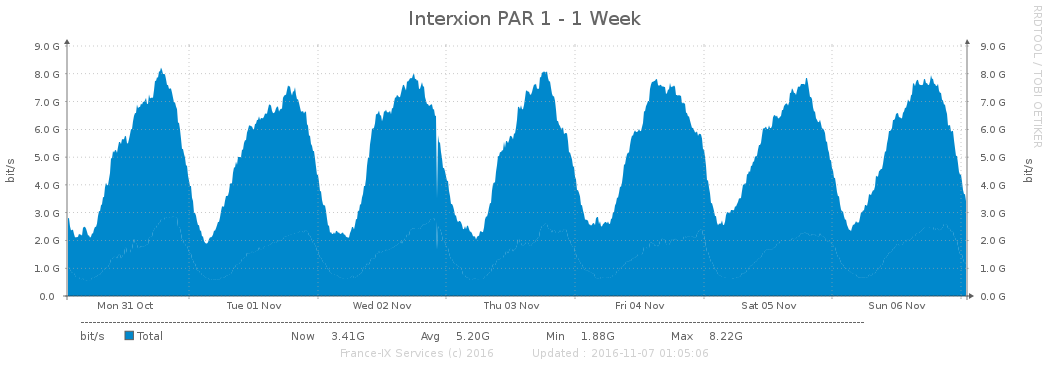 Interxion PAR 1 - 1 Week
RRDTOOL / TOBI OETIKER
bit/s
9.0 G 9.0 G
8.0 G 8.0 G
7.0 G 7.0 G
6.0 G 6.0 G
5.0 G 5.0 G
4.0 G 4.0 G
3.0 G 3.0 G
2.0 G 2.0 G
1.0 G 1.0 G
0.0 0.0 G
bit/s
Mon 31 Oct Tue 01 Nov Wed 02 Nov Thu 03 Nov Fri 04 Nov Sat 05 Nov Sun 06 Nov
bit/s Total Now 3.41G Avg 5.20G Min 1.88G Max 8.22G
France-IX Services (c) 2016 Updated : 2016-11-07 01:05:06